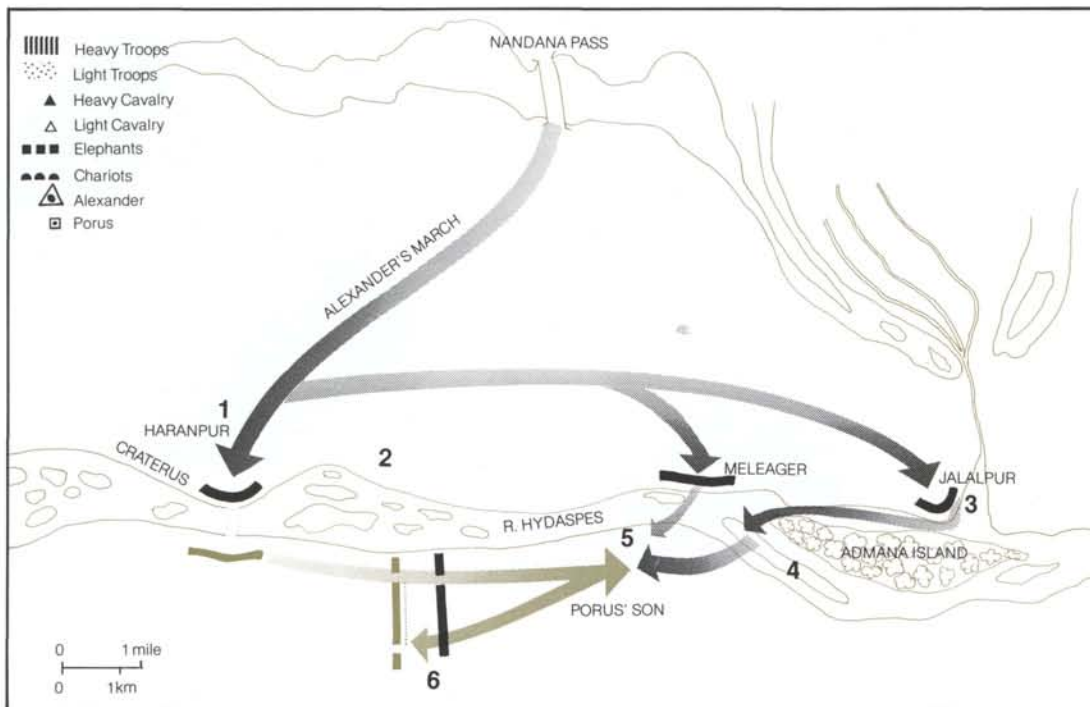 NANDANA PASS
Heavy Troops
Light Troops
Heavy Cavalry
Light Cavalry
Elephants
Chariots
Alexander
Porus
ALEXANDER'S MARCH
1
HARANPUR
CRATERUS
2
MELEAGER
JALALPUR
3
R. HYDASPES
5
ADMANA ISLAND
4
PORUS' SON
6
0 1 mile
0 1km